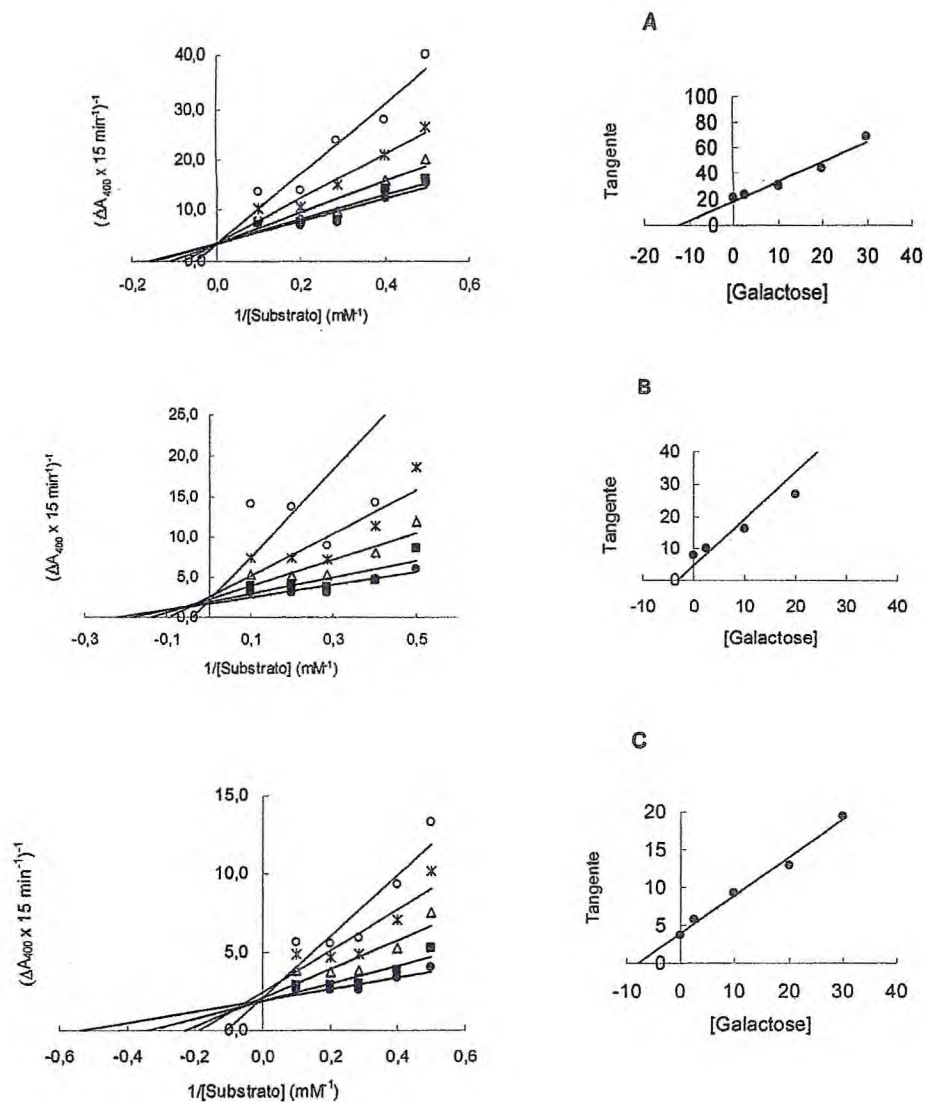 A
40,0
30,0
20,0
10,0
0,0
-0,2 0,0 0,2 0,4 0,6
(ΔA400 x 15 min-1)-1
1/[Substrato] (mM-1)
100
80
60
40
20
0
-20 -10 0 10 20 30 40
Tangente
[Galactose]
B
25,0
20,0
15,0
10,0
5,0
0,0
-0,3 -0,1 0,1 0,3 0,5
(ΔA400 x 15 min-1)-1
1/[Substrato] (mM-1)
40
30
20
10
0
-10 0 10 20 30 40
Tangente
[Galactose]
C
15,0
10,0
5,0
0,0
-0,6 -0,4 -0,2 0,0 0,2 0,4 0,6
(ΔA400 x 15 min-1)-1
1/[Substrato] (mM-1)
20
15
10
5
0
-10 0 10 20 30 40
Tangente
[Galactose]